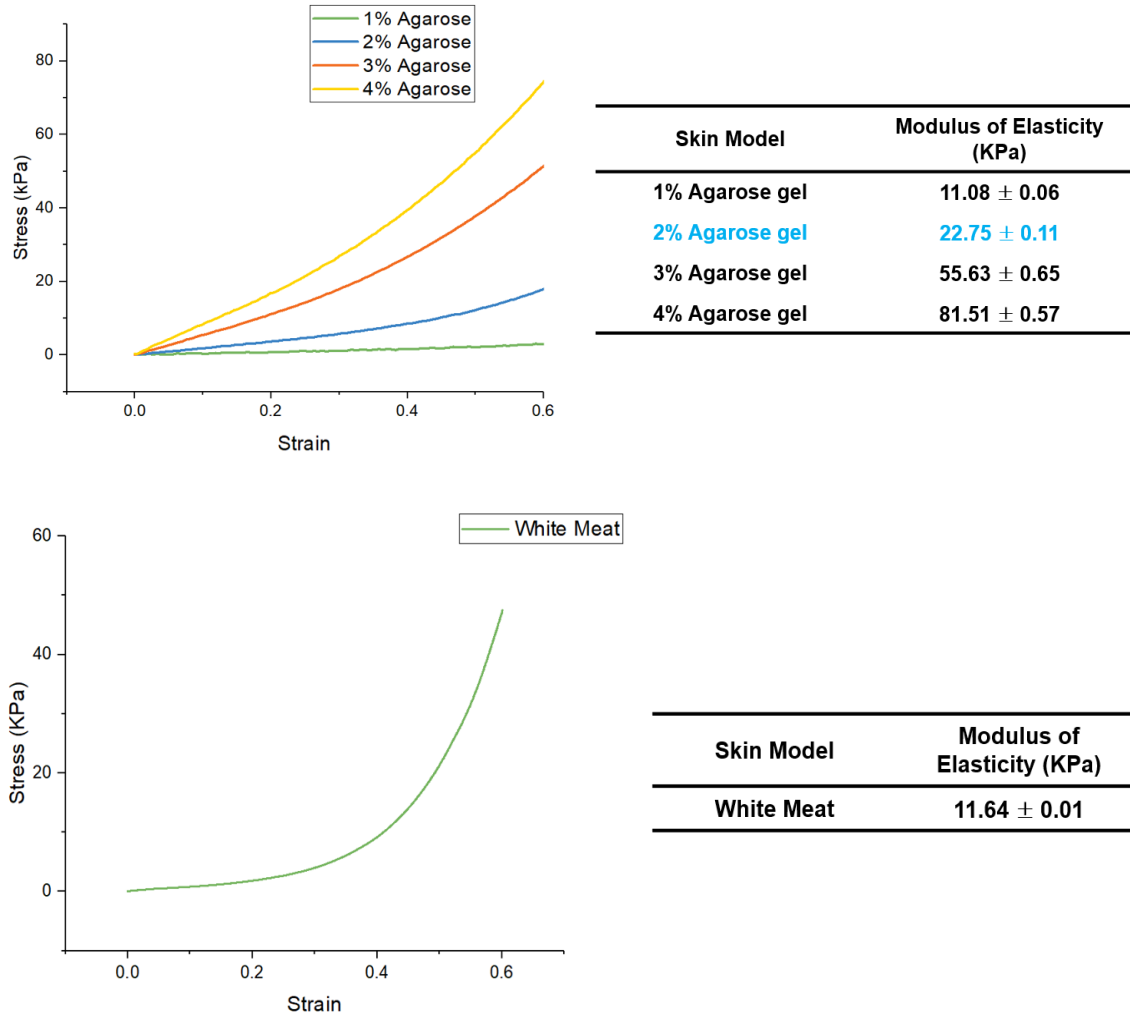 1% Agarose
2% Agarose
3% Agarose
4% Agarose
80
60
40
20
0
Stress (kPa)
0.0
0.2
0.4
0.6
Strain
Skin Model
Modulus of Elasticity
(KPa)
1% Agarose gel
11.08 ± 0.06
2% Agarose gel
22.75 ± 0.11
3% Agarose gel
55.63 ± 0.65
4% Agarose gel
81.51 ± 0.57
White Meat
60
40
20
0
Stress (KPa)
0.0
0.2
0.4
0.6
Strain
Skin Model
Modulus of
Elasticity (KPa)
White Meat
11.64 ± 0.01